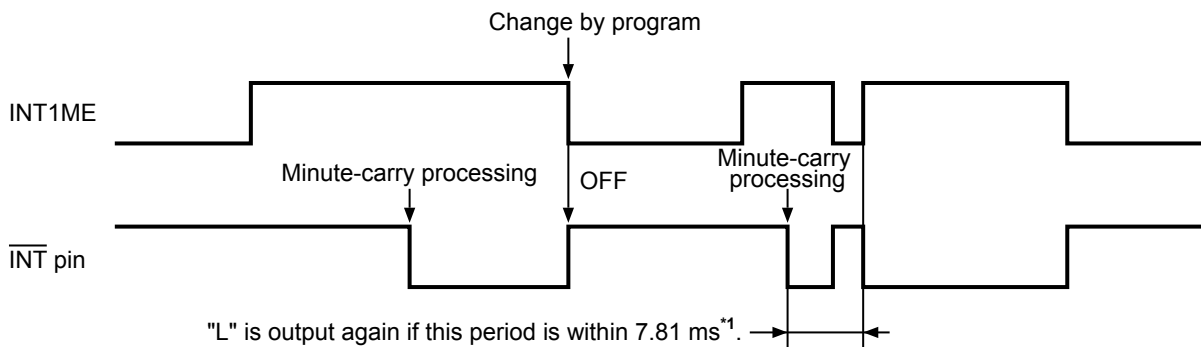 Change by program
INT1ME
Minute-carry processing
OFF
Minute-carry
processing
INT pin
"L" is output again if this period is within 7.81 ms*1.